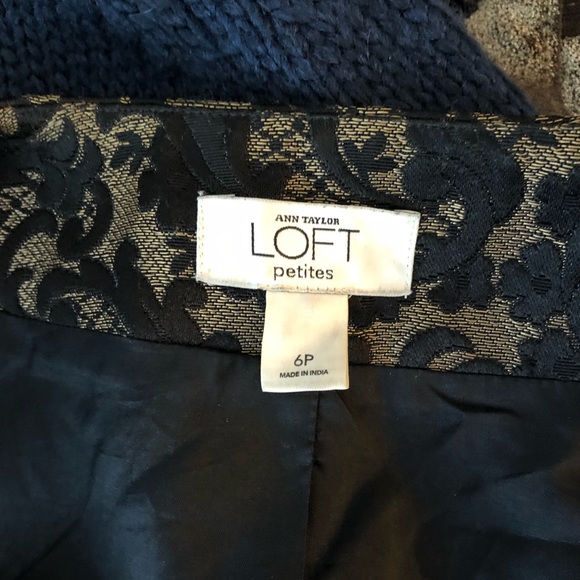 ANN TAYLOR
LOFT
petites
6P
MADE IN INDIA